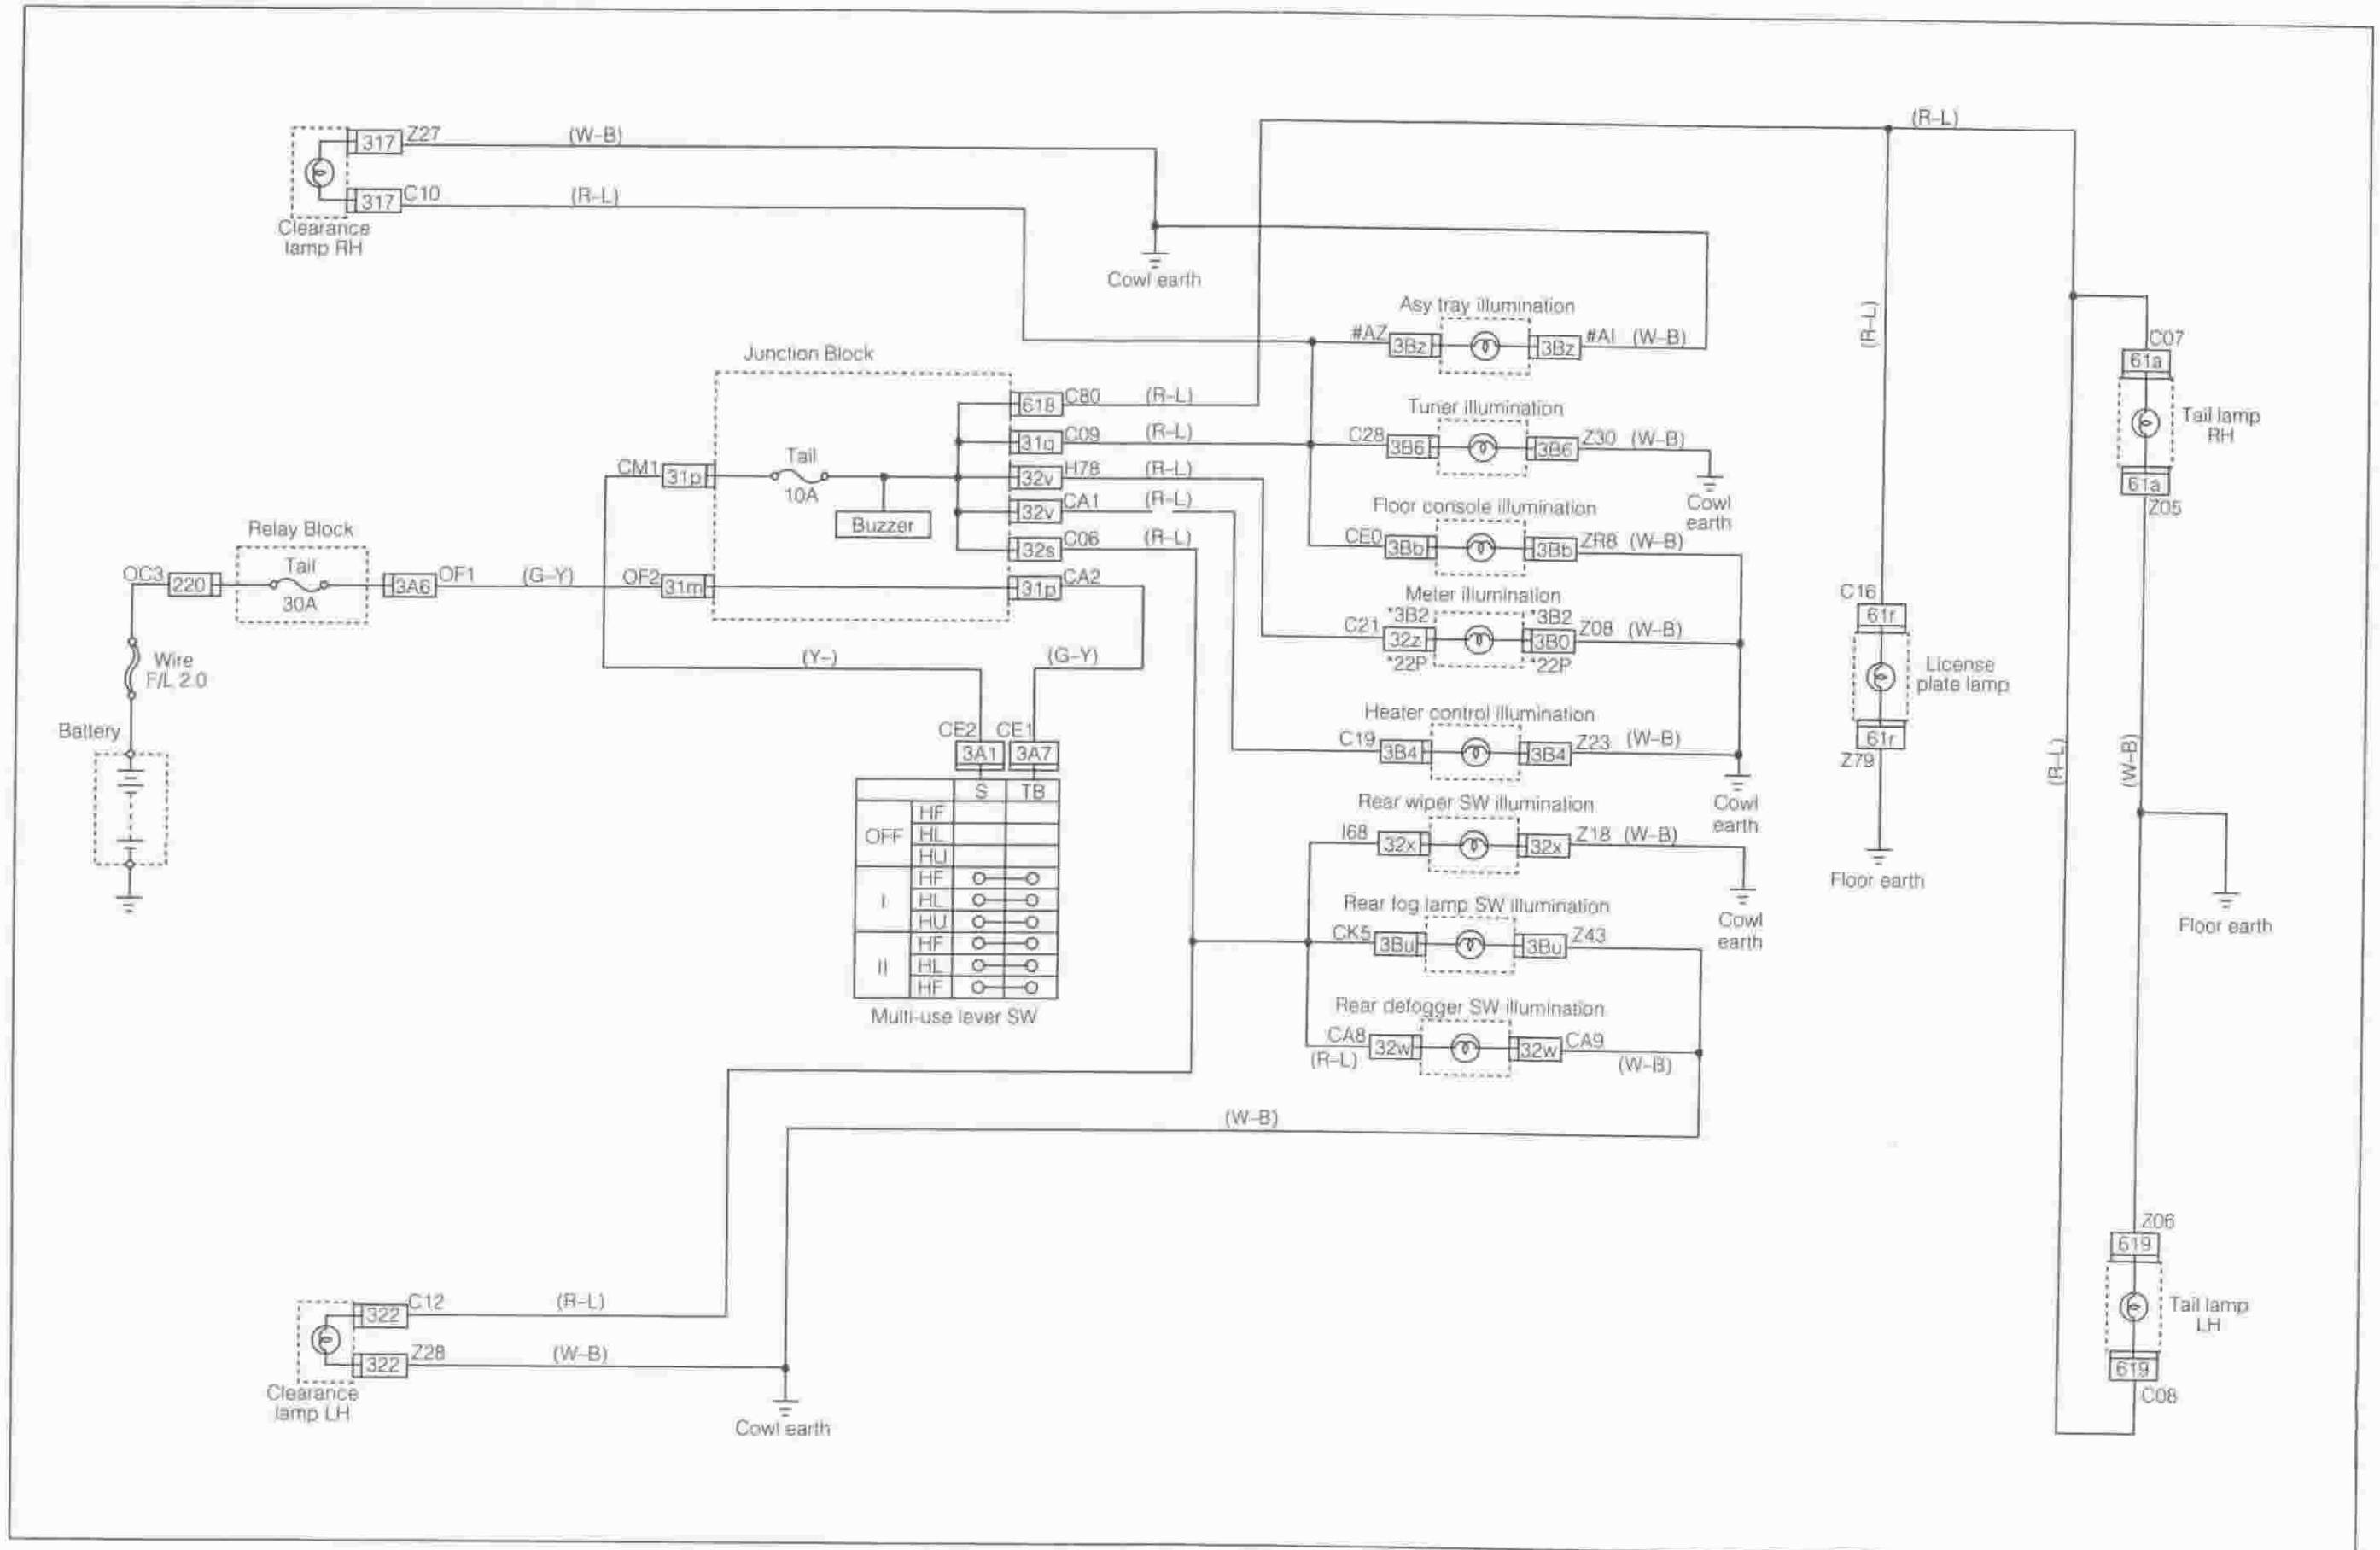 (R-L)
317 Z27 (W-B)
317 C10 (R-L)
Clearance
lamp RH
Cowl earth
Asy tray illumination
#AZ 3Bz 3Bz #AI (W-B)
(R-L)
C07
61a
Tail lamp
RH
61a
Z05
Junction Block
618 C80 (R-L)
Tuner illumination
31q C09 (R-L)
C28 3B6 3B6 Z30 (W-B)
Cowl
earth
CM1 31p
Tail
10A
Buzzer
32v H78 (R-L)
32v CA1 (R-L)
Floor console illumination
32s C06 (R-L)
CE0 3Bb 3Bb ZR8 (W-B)
Relay Block
OC3 220
Tail
30A
3A6 OF1 (G-Y) OF2 31m
31p CA2
Meter illumination
*3B2 *3B2
C21 32z 3B0 Z08 (W-B)
*22P *22P
C16
61r
License
plate lamp
61r
Z79
Floor earth
Wire
F/L 2.0
(Y-)
(G-Y)
Battery
CE2 CE1
3A1 3A7
S TB
OFF
HF
HL
HU
I
HF
HL
HU
II
HF
HL
HF
Multi-use lever SW
Heater control illumination
C19 3B4 3B4 Z23 (W-B)
Cowl
earth
Rear wiper SW illumination
I68 32x 32x Z18 (W-B)
Cowl
earth
Rear fog lamp SW illumination
CK5 3Bu 3Bu Z43
Rear defogger SW illumination
CA8 32w 32w CA9
(R-L) (W-B)
(R-L)
(W-B)
Floor earth
(W-B)
Z06
619
Tail lamp
LH
619
C08
322 C12 (R-L)
322 Z28 (W-B)
Clearance
lamp LH
Cowl earth